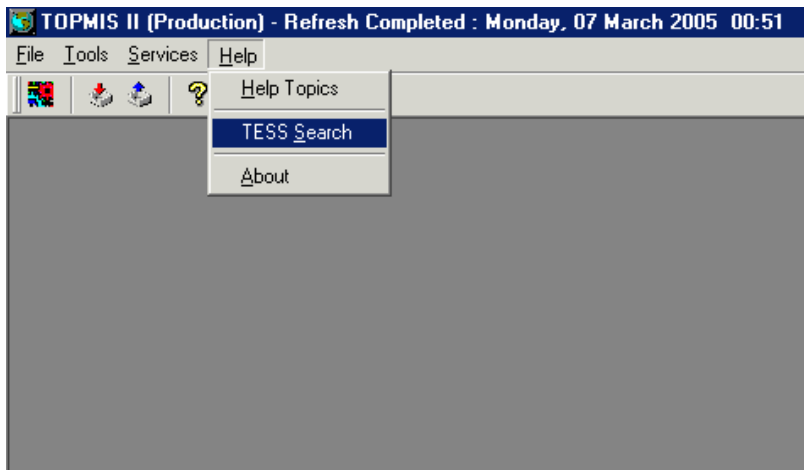 TOPMIS II (Production) - Refresh Completed : Monday, 07 March 2005 00:51
File Tools Services Help
Help Topics
TESS Search
About